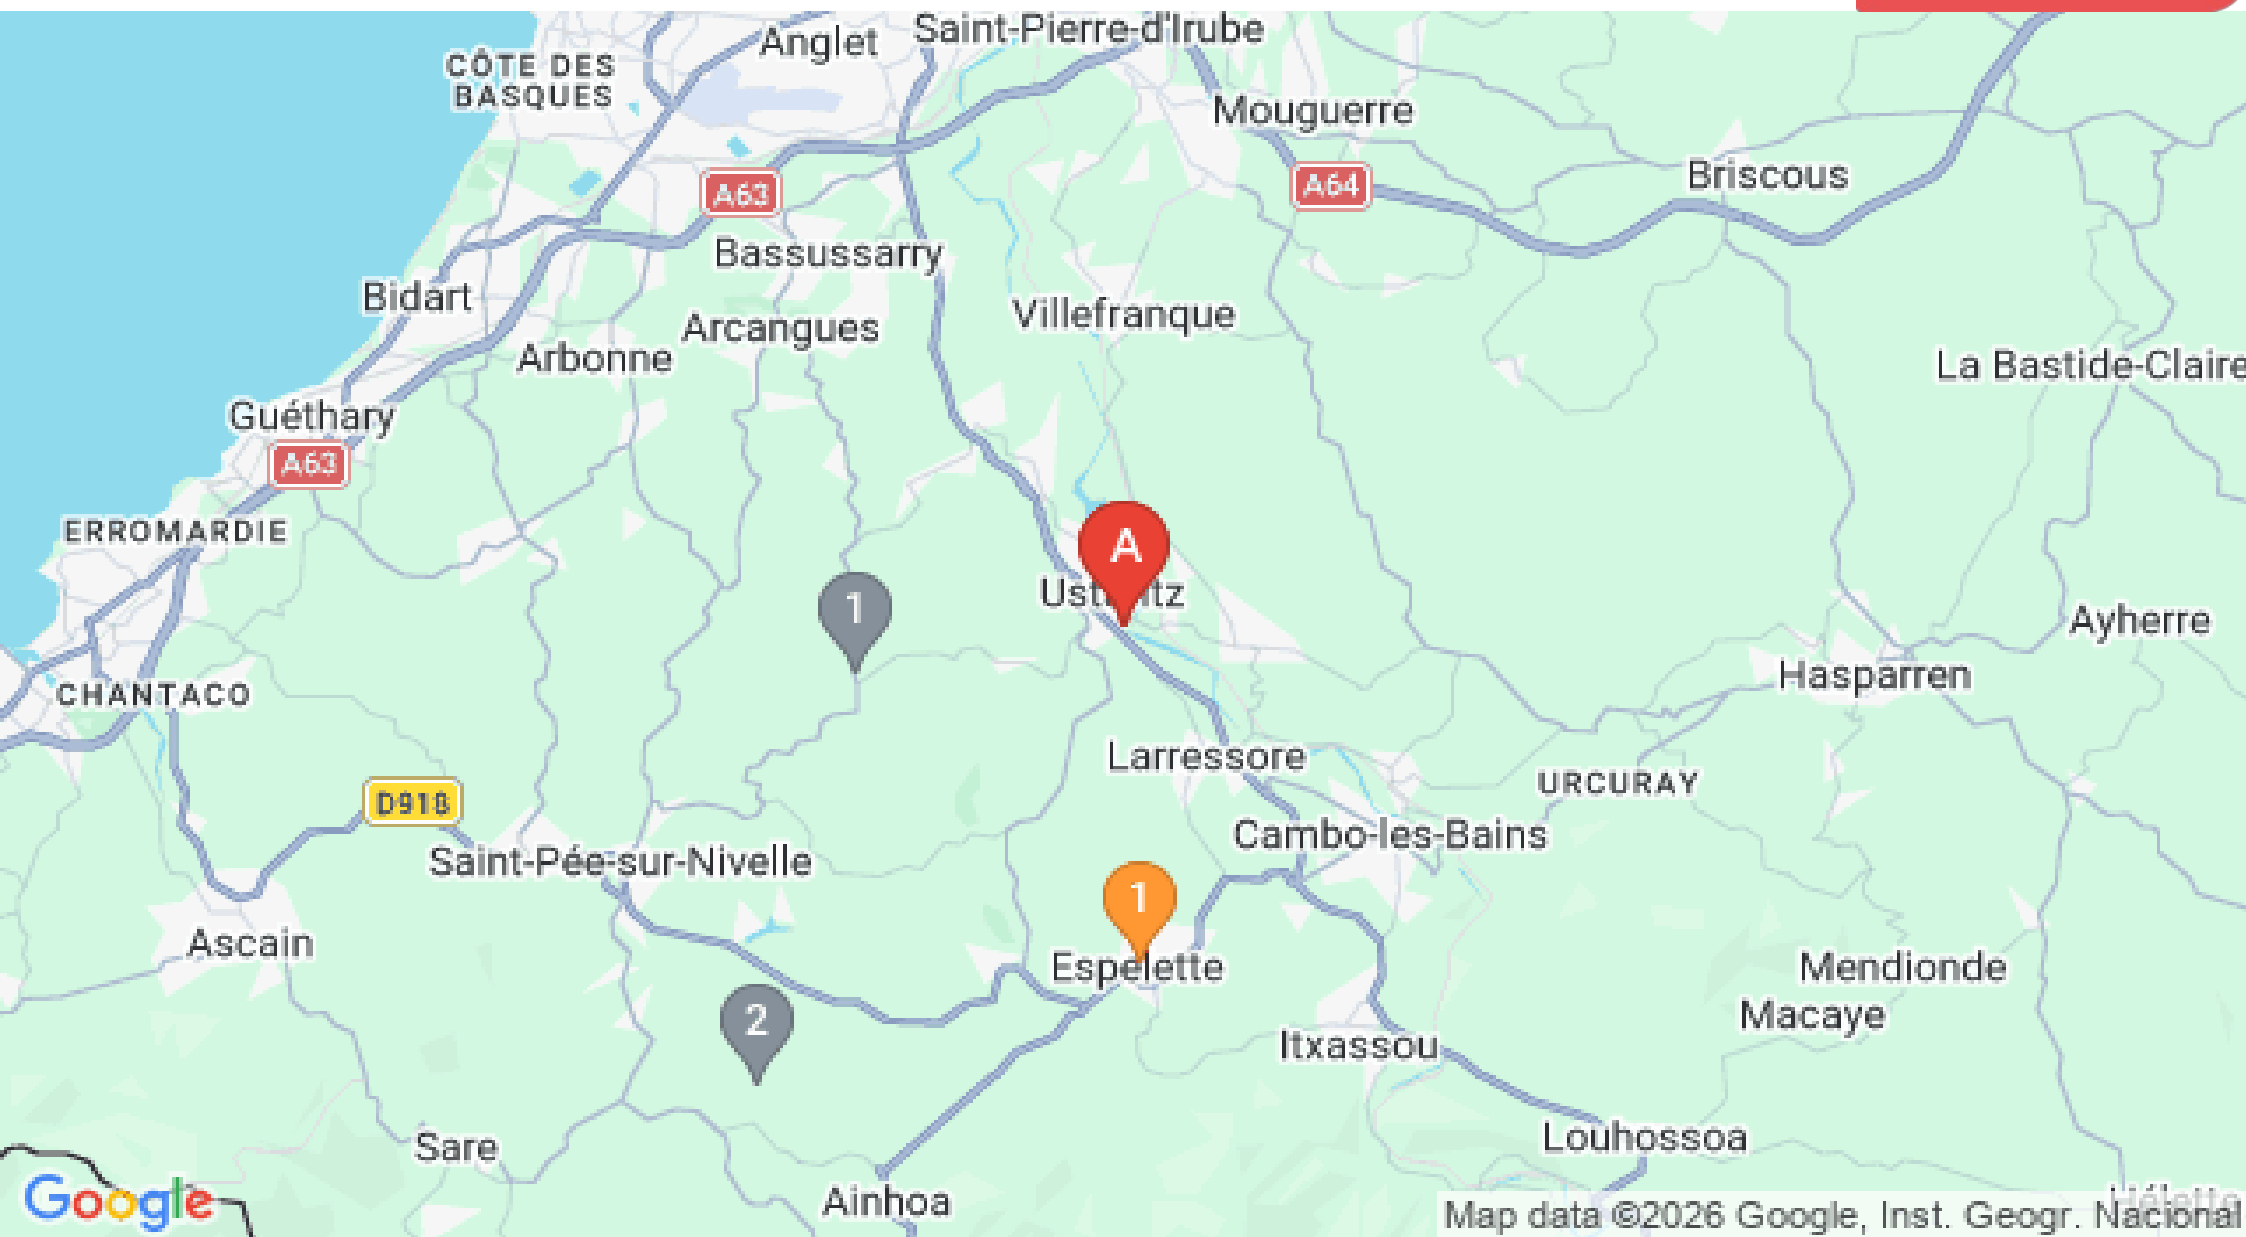 Anglet
Saint-Pierre-d'Irube
CÔTE DES
BASQUES
Mouguerre
A63
A64
Briscous
Bassussarry
Bidart
Villefranque
Arcangues
Arbonne
La Bastide-Claire
Guéthary
A63
ERROMARDIE
A
1
Ayherre
Hasparren
CHANTACO
Larressore
URCURAY
D918
Cambo-les-Bains
Saint-Pée-sur-Nivelle
1
Ascain
Espelette
Mendionde
Macaye
2
Itxassou
Sare
Louhossoa
Ainhoa
Hélette
Google
Map data ©2026 Google, Inst. Geogr. Nacional